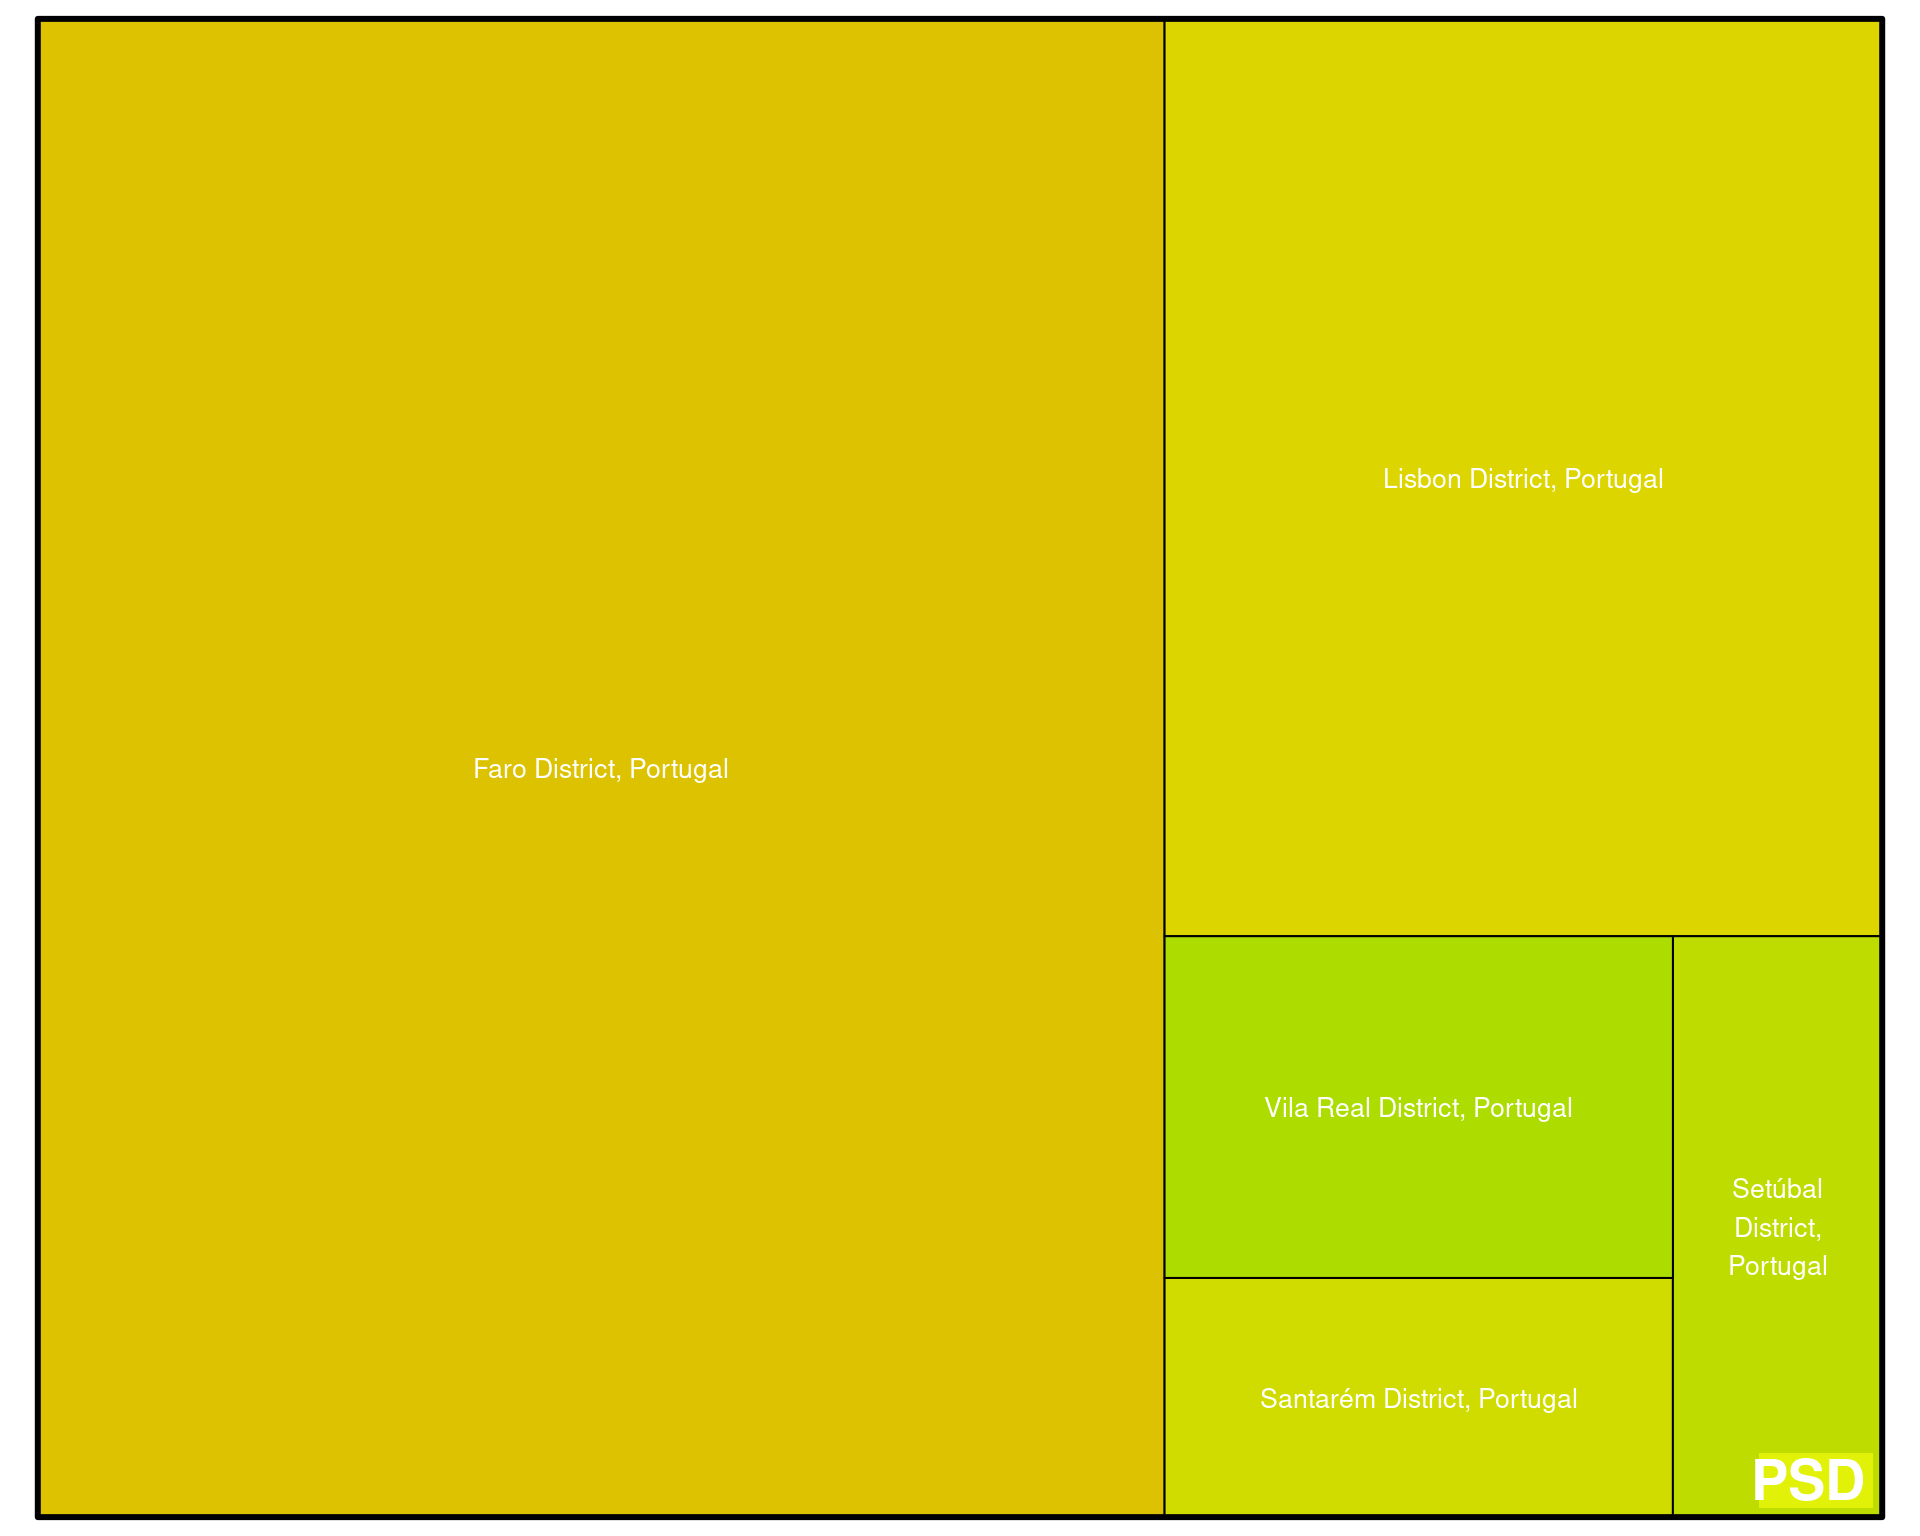 Faro District, Portugal
Lisbon District, Portugal
Vila Real District, Portugal
Santarém District, Portugal
Setúbal
District,
Portugal
PSD